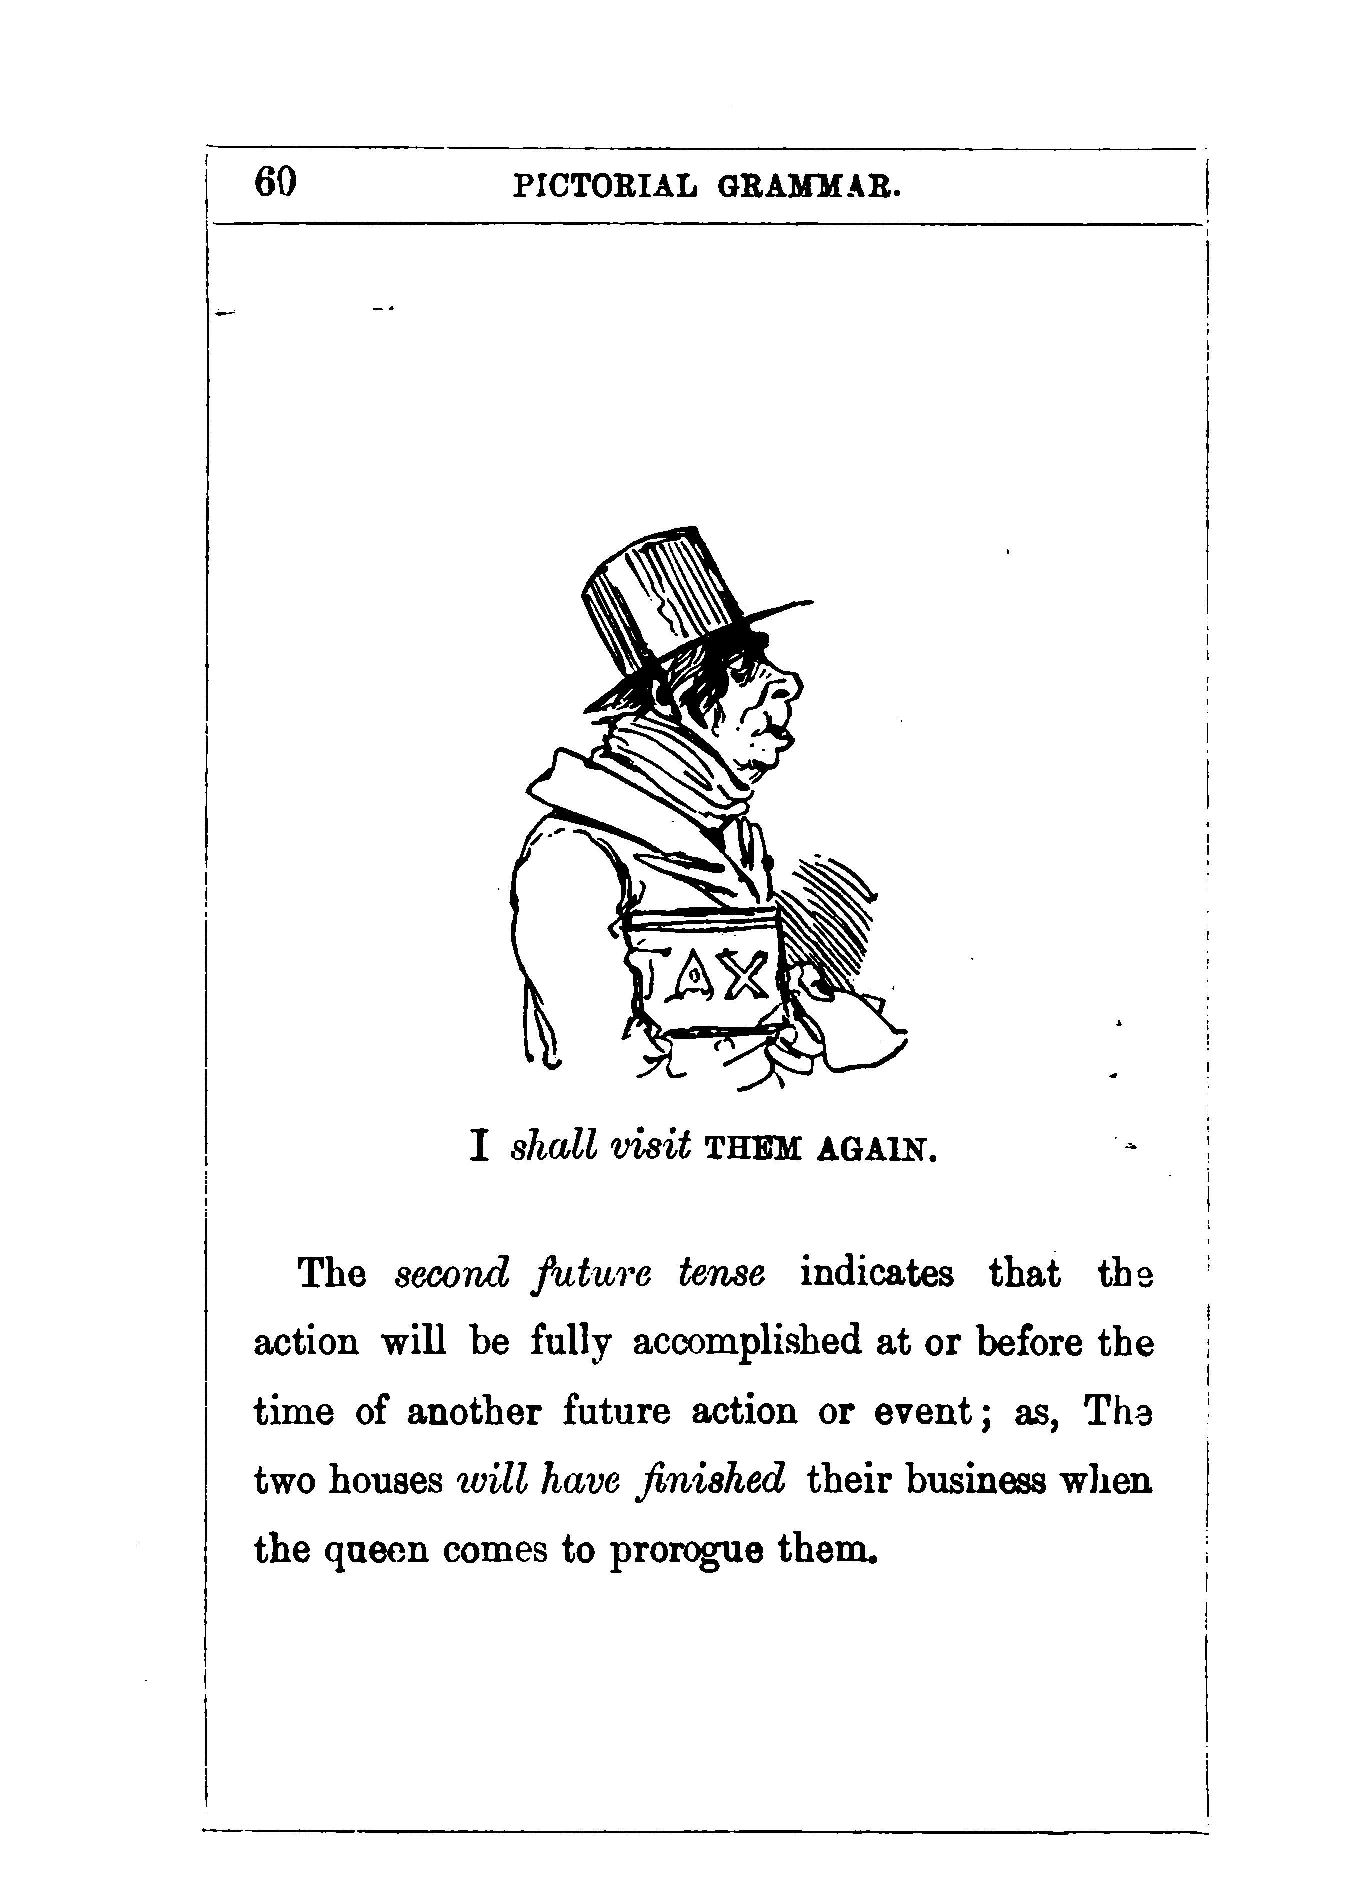 60 PICTORIAL GRAMMAR.
TAX
I shall visit THEM AGAIN.
The second future tense indicates that the
action will be fully accomplished at or before the
time of another future action or event; as, The
two houses will have finished their business when
the queen comes to prorogue them.